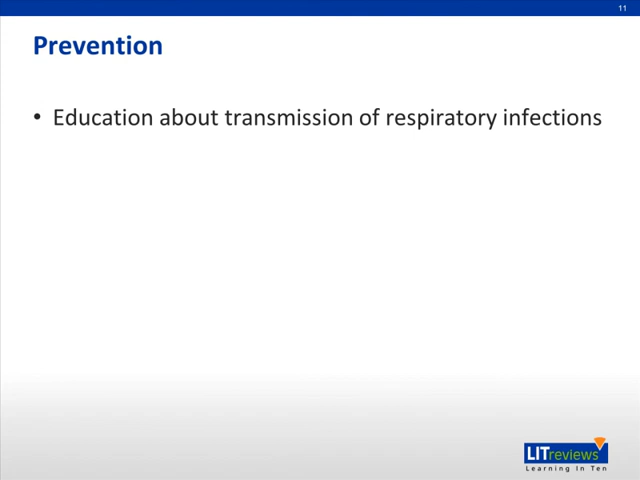 11
Prevention
• Education about transmission of respiratory infections
LITreviews
Learning In Ten